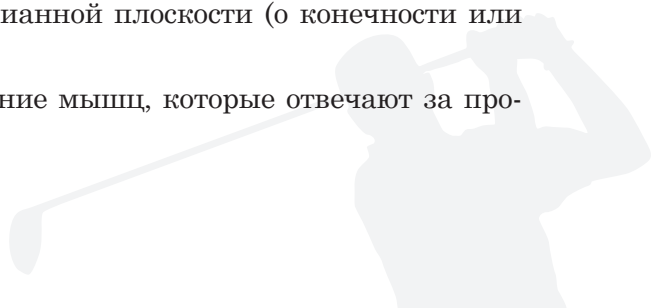 ианной плоскости (о конечности или
ние мышц, которые отвечают за про-